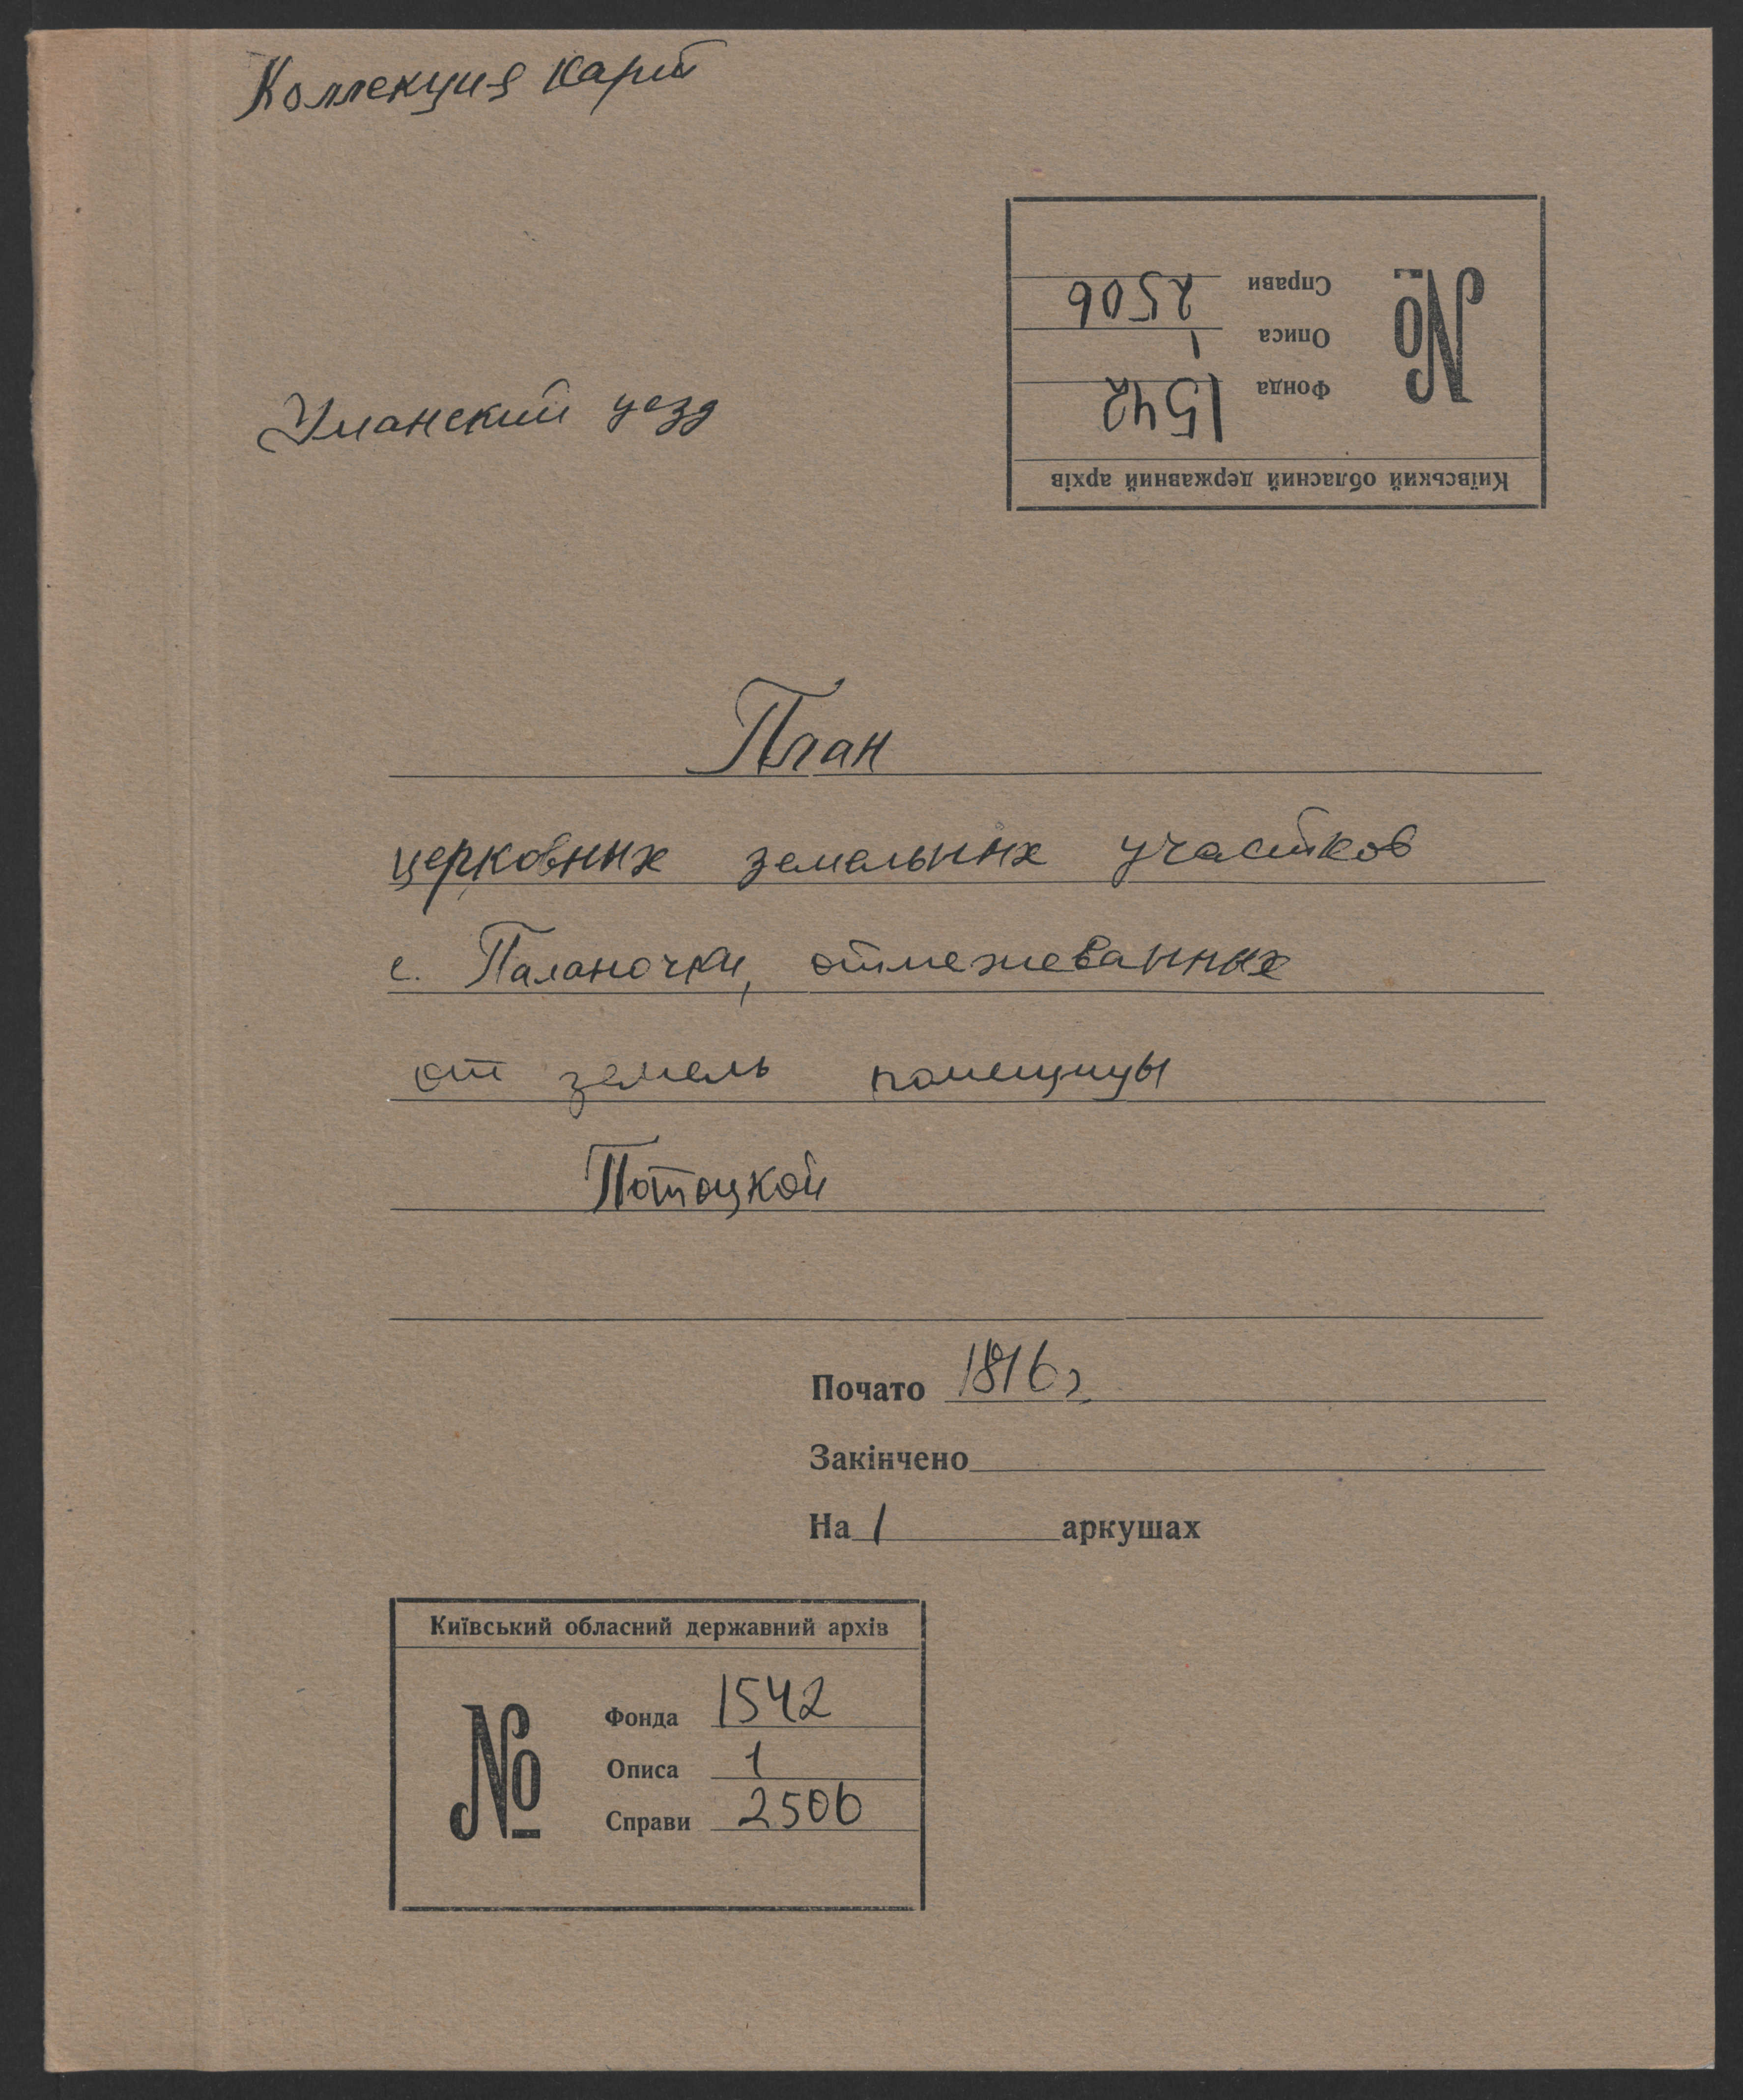 Коллекция карт
Справи 2506
Описа 1
Фонда 1542
№
Київський обласний державний архів
Уманский уезд
План
церковных земельных участков
с. Паланочки, отмежеванных
от земель помещицы
Потоцкой
Почато 1816 г.
Закінчено
На 1 аркушах
Київський обласний державний архів
№
Фонда 1542
Описа 1
Справи 2506